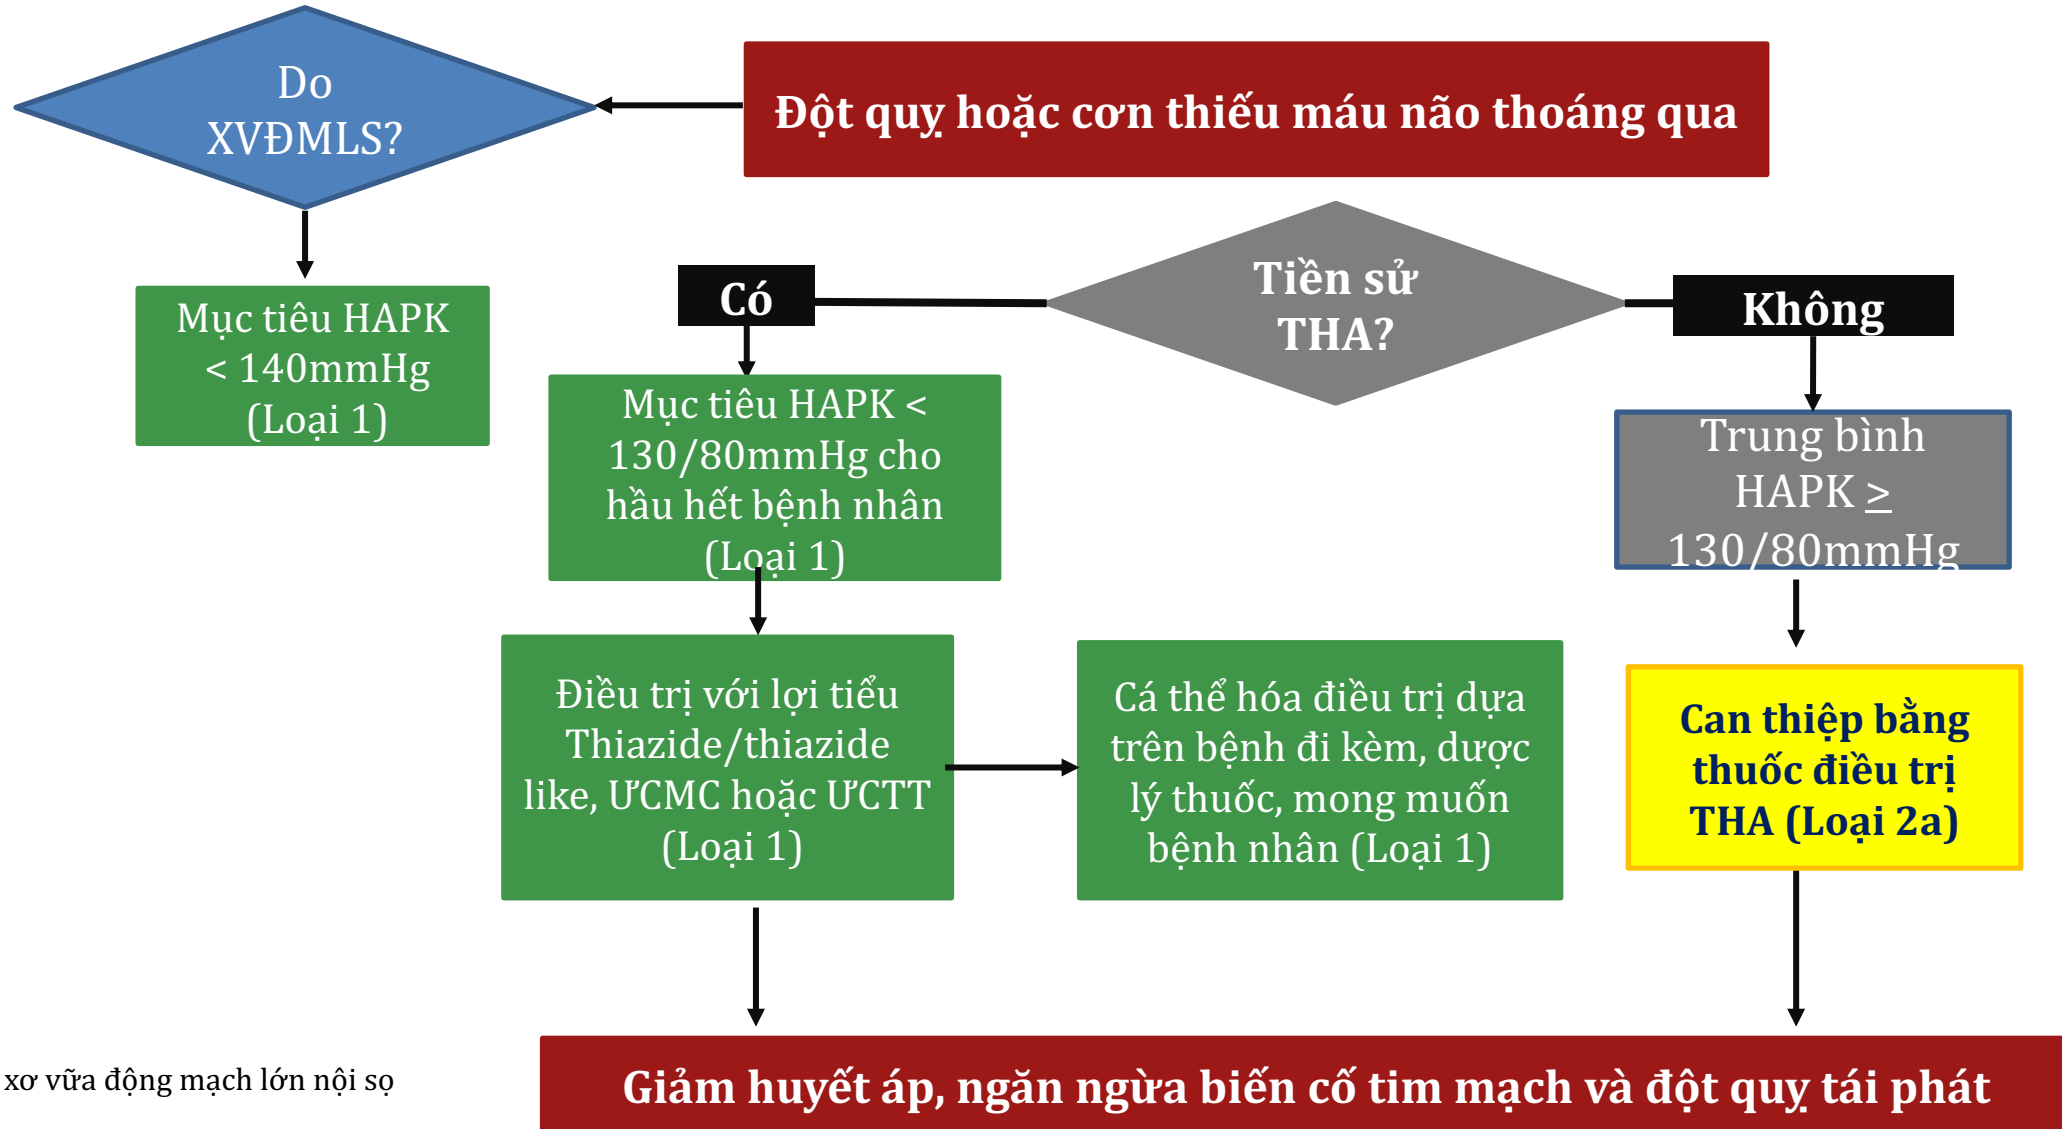 Do
XVĐMLS?
Đột quỵ hoặc cơn thiếu máu não thoáng qua
Mục tiêu HAPK
< 140mmHg
(Loại 1)
Có
Tiền sử
THA?
Không
Mục tiêu HAPK <
130/80mmHg cho
hầu hết bệnh nhân
(Loại 1)
Trung bình
HAPK ≥
130/80mmHg
Điều trị với lợi tiểu
Thiazide/thiazide
like, ƯCMC hoặc ƯCTT
(Loại 1)
Cá thể hóa điều trị dựa
trên bệnh đi kèm, dược
lý thuốc, mong muốn
bệnh nhân (Loại 1)
Can thiệp bằng
thuốc điều trị
THA (Loại 2a)
xơ vữa động mạch lớn nội sọ
Giảm huyết áp, ngăn ngừa biến cố tim mạch và đột quỵ tái phát